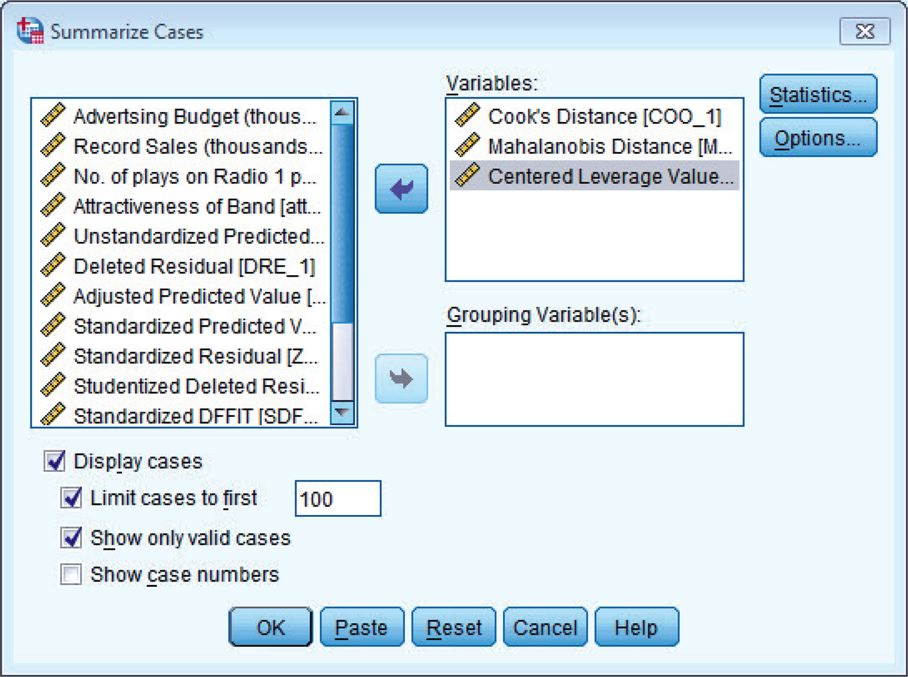 Summarize Cases
Advertsing Budget (thous...
Record Sales (thousands...
No. of plays on Radio 1 p...
Attractiveness of Band [att...
Unstandardized Predicted...
Deleted Residual [DRE_1]
Adjusted Predicted Value [...
Standardized Predicted V...
Standardized Residual [Z...
Studentized Deleted Resi...
Standardized DFFIT [SDF...
Variables:
Cook's Distance [COO_1]
Mahalanobis Distance [M...
Centered Leverage Value...
Grouping Variable(s):
Statistics...
Options...
Display cases
Limit cases to first 100
Show only valid cases
Show case numbers
OK Paste Reset Cancel Help